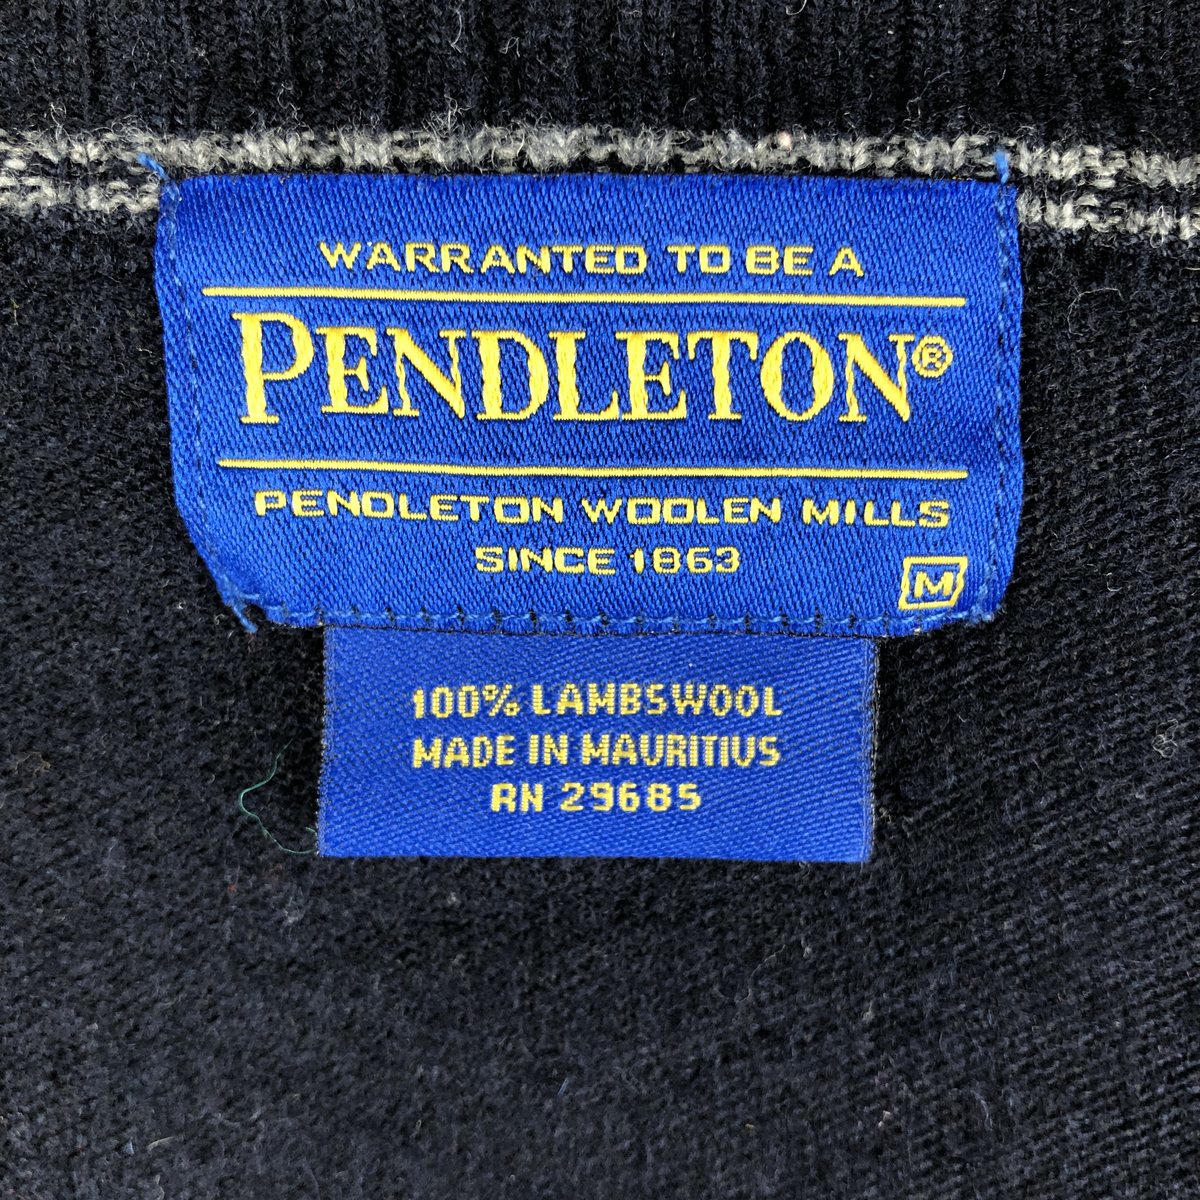 WARRANTED TO BE A
PENDLETON®
PENDLETON WOOLEN MILLS
SINCE 1863
M
100% LAMBSWOOL
MADE IN MAURITIUS
RN 29685